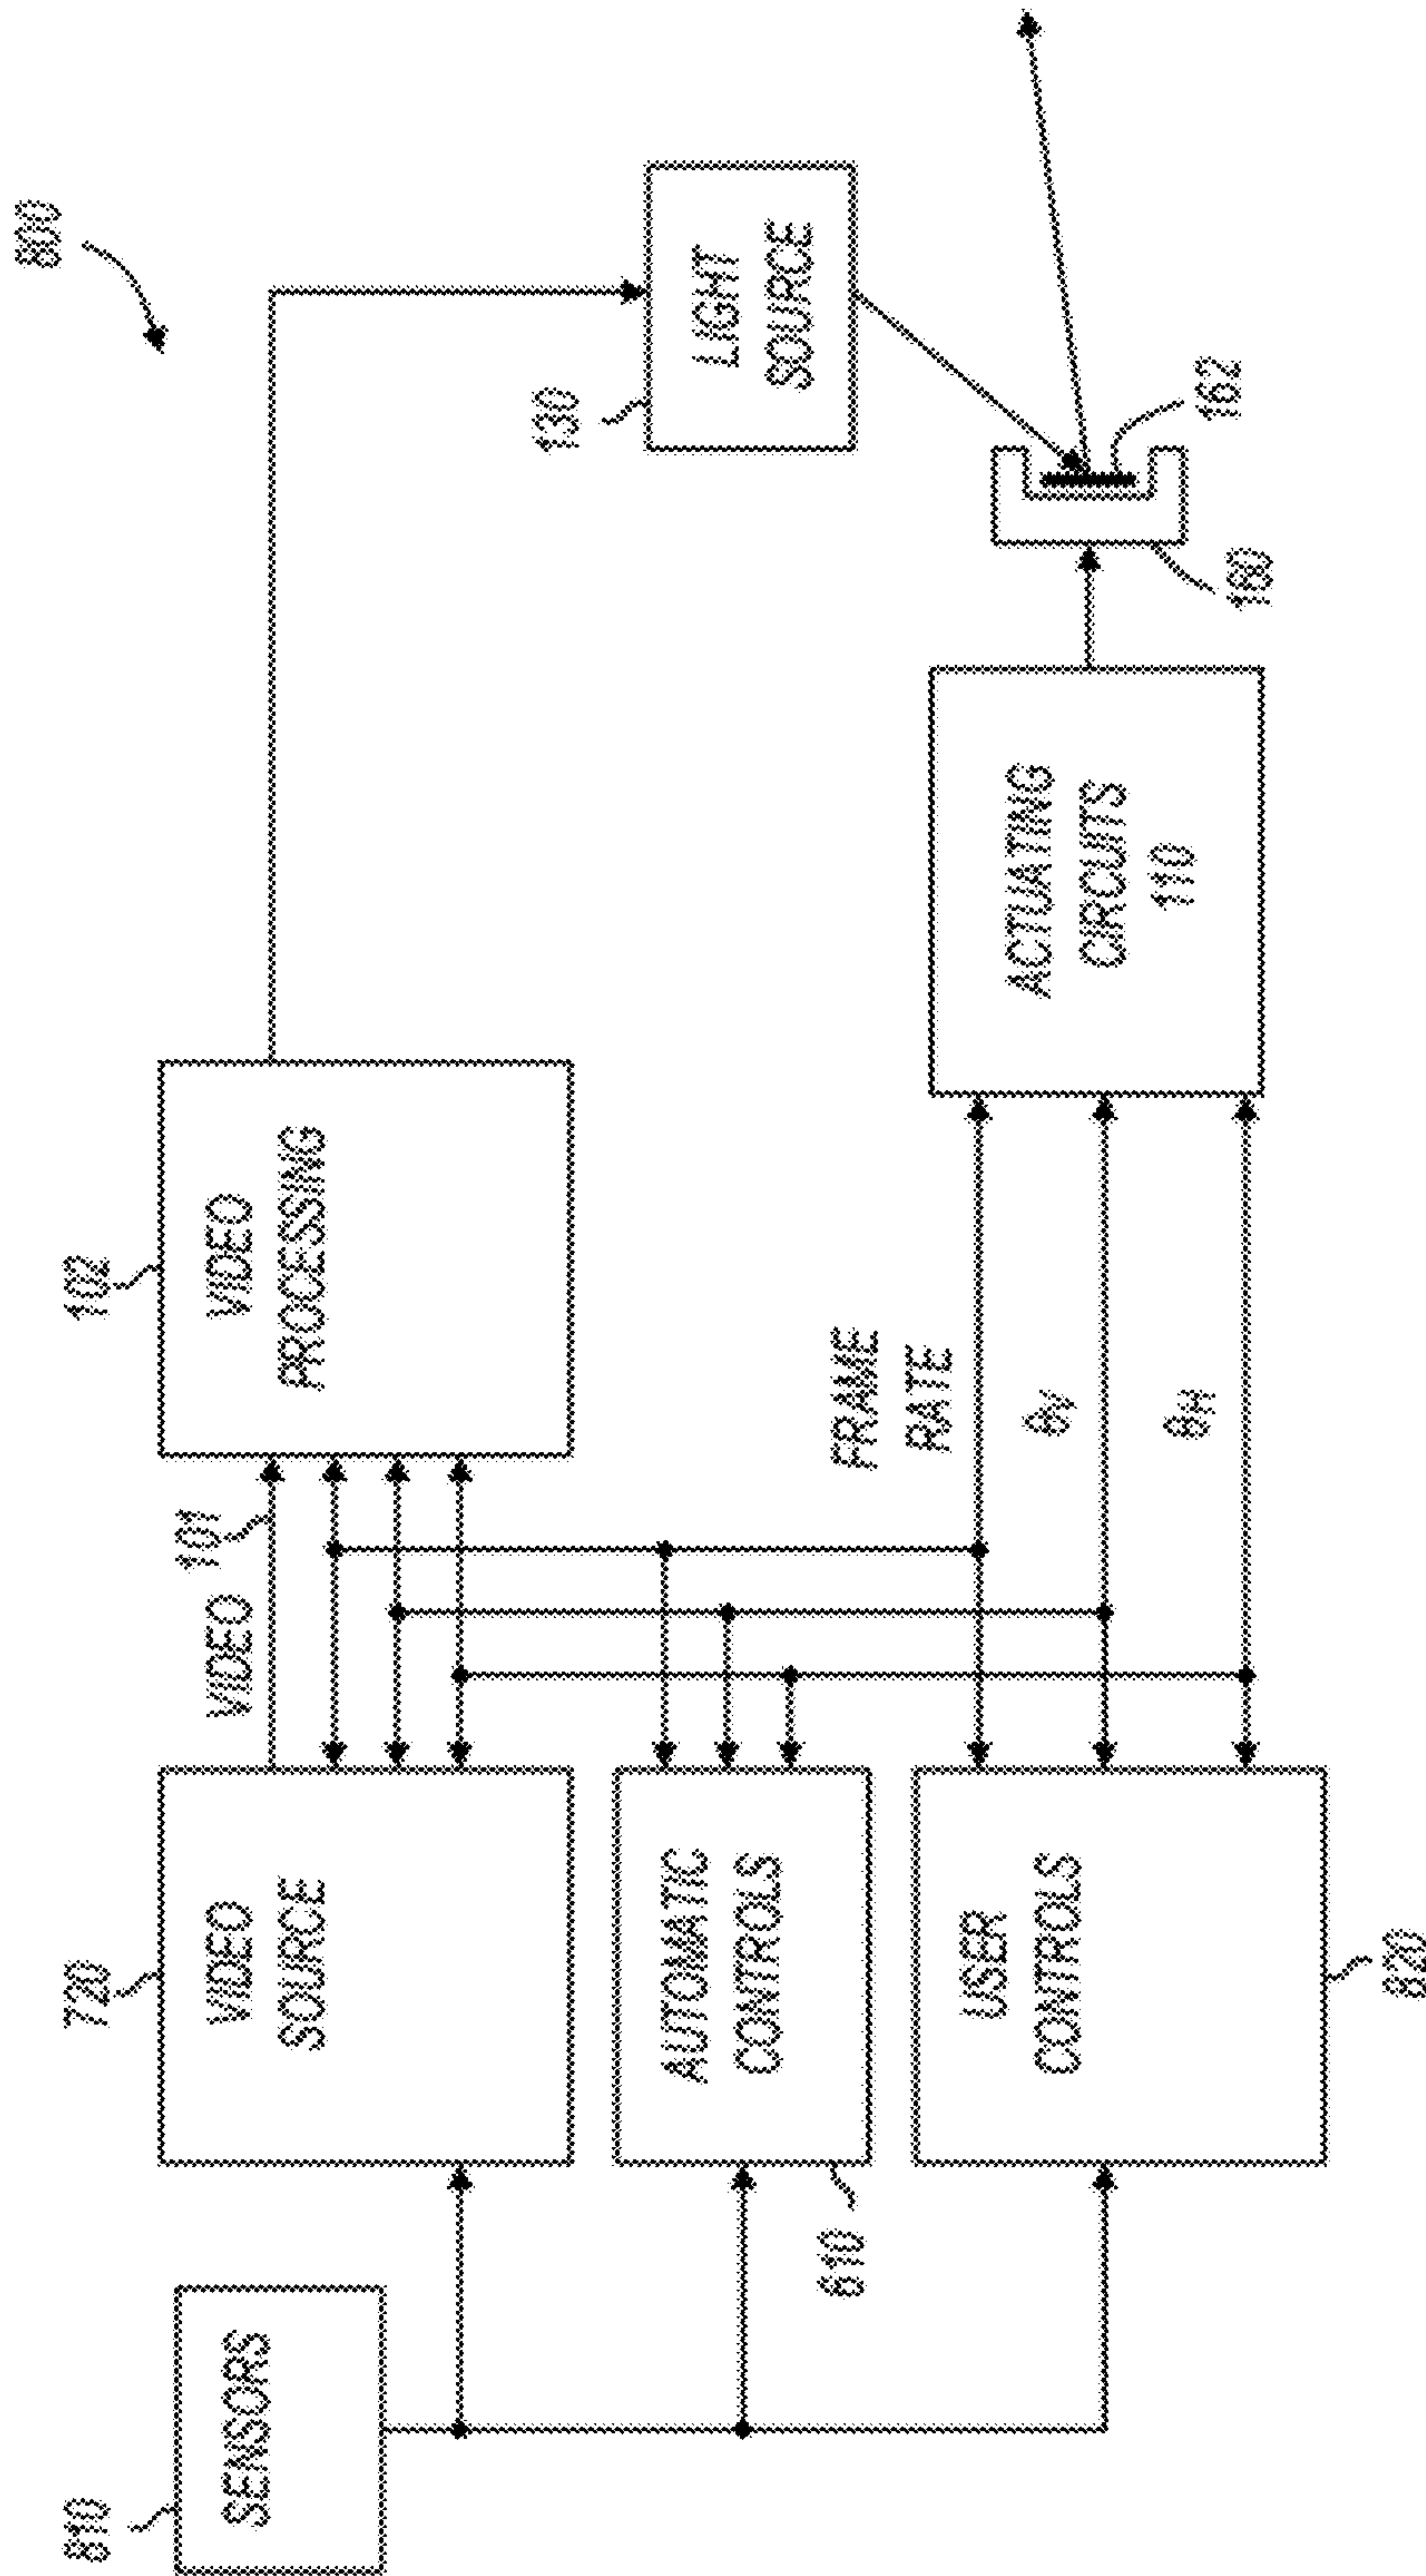 800
810
SENSORS
720
VIDEO
SOURCE
VIDEO
101
102
VIDEO
PROCESSING
130
LIGHT
SOURCE
610
AUTOMATIC
CONTROLS
USER
CONTROLS
820
FRAME
RATE
θV
θH
ACTUATING
CIRCUITS
110
160
162